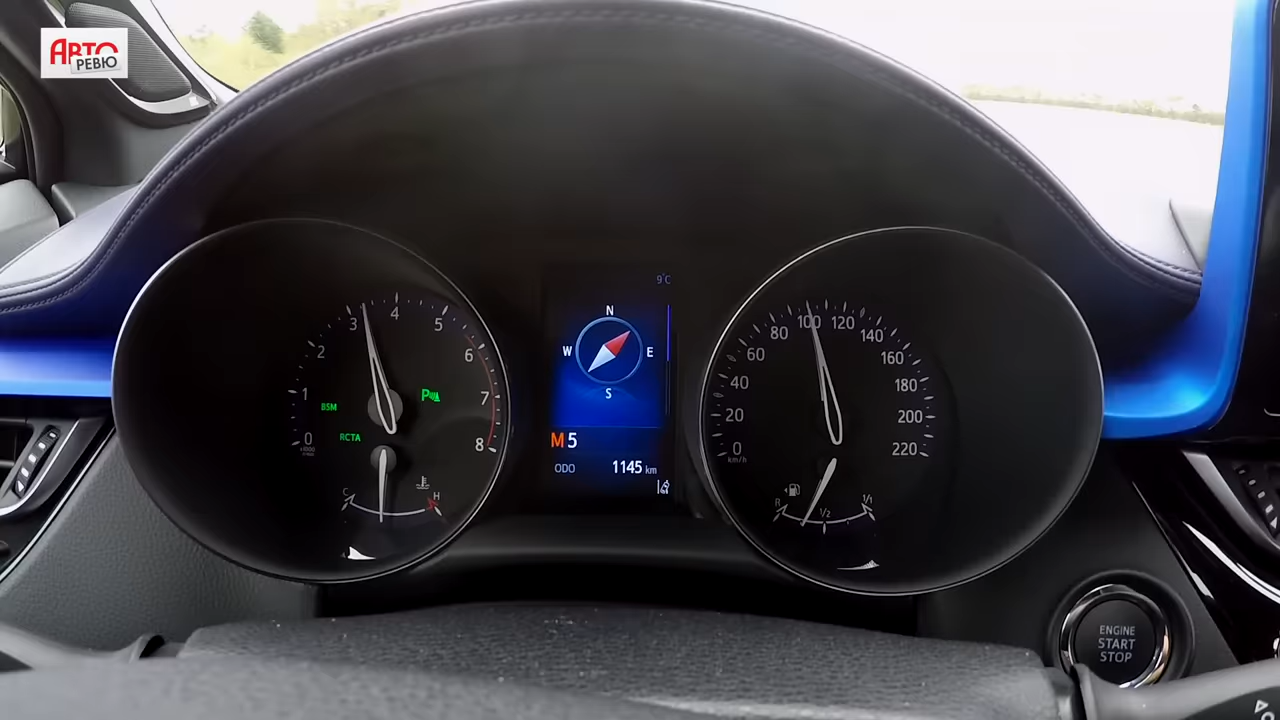 АВТО
РЕВЮ
9°C
N
W E
S
M 5
ODO 1145 km
0 1 2 3 4 5 6 7 8
x1000
r/min
BSM
RCTA
C H
0 20 40 60 80 100 120 140 160 180 200 220
km/h
R 1/2 1/1
ENGINE
START
STOP